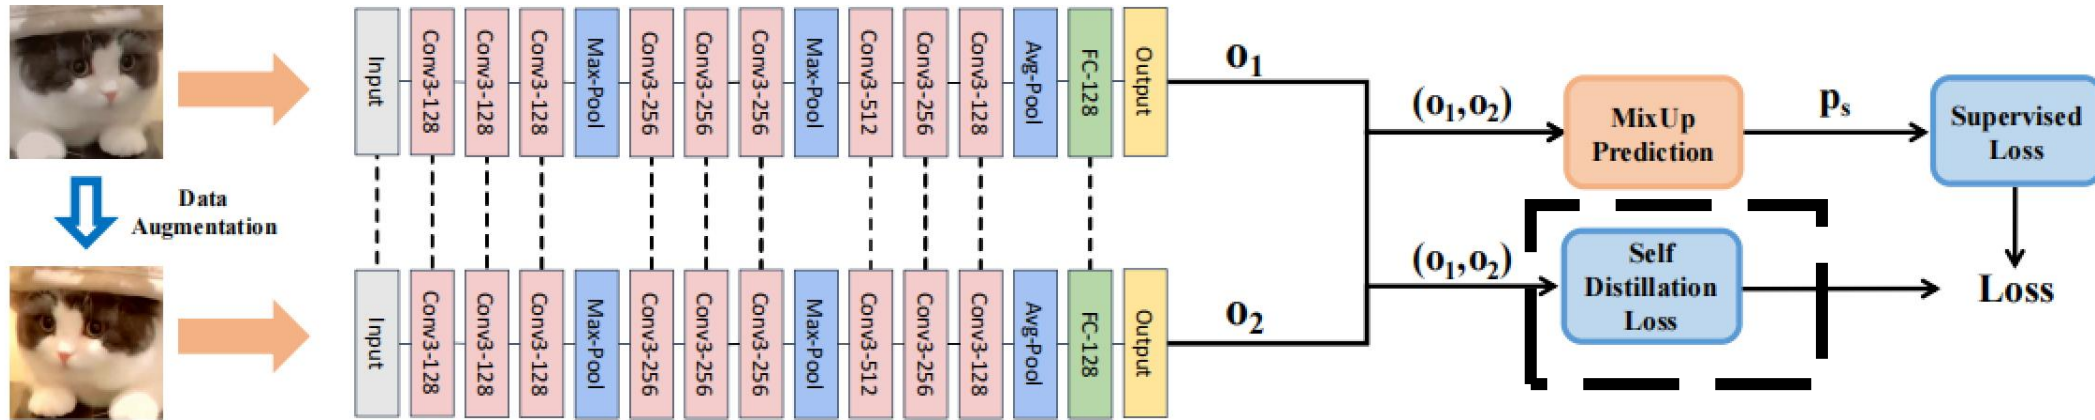 Input
Conv3-128
Conv3-128
Conv3-128
Max-Pool
Conv3-256
Conv3-256
Conv3-256
Max-Pool
Conv3-512
Conv3-256
Conv3-128
Avg-Pool
FC-128
Output
o₁
(o₁,o₂)
MixUp
Prediction
pₛ
Supervised
Loss
Data
Augmentation
(o₁,o₂)
Self
Distillation
Loss
Loss
Input
Conv3-128
Conv3-128
Conv3-128
Max-Pool
Conv3-256
Conv3-256
Conv3-256
Max-Pool
Conv3-512
Conv3-256
Conv3-128
Avg-Pool
FC-128
Output
o₂